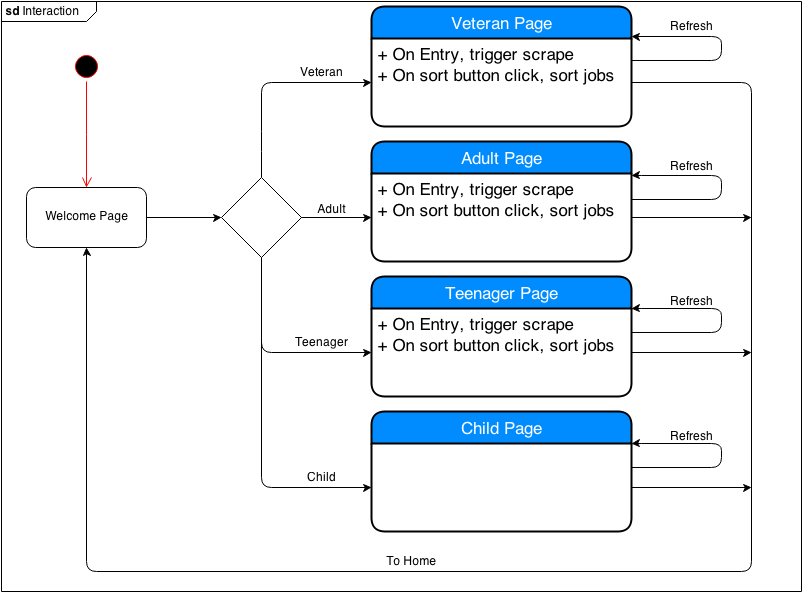 sd Interaction
Veteran Page
Refresh
+ On Entry, trigger scrape
+ On sort button click, sort jobs
Veteran
Adult Page
Refresh
+ On Entry, trigger scrape
+ On sort button click, sort jobs
Adult
Welcome Page
Teenager Page
Refresh
+ On Entry, trigger scrape
+ On sort button click, sort jobs
Teenager
Child Page
Refresh
Child
To Home